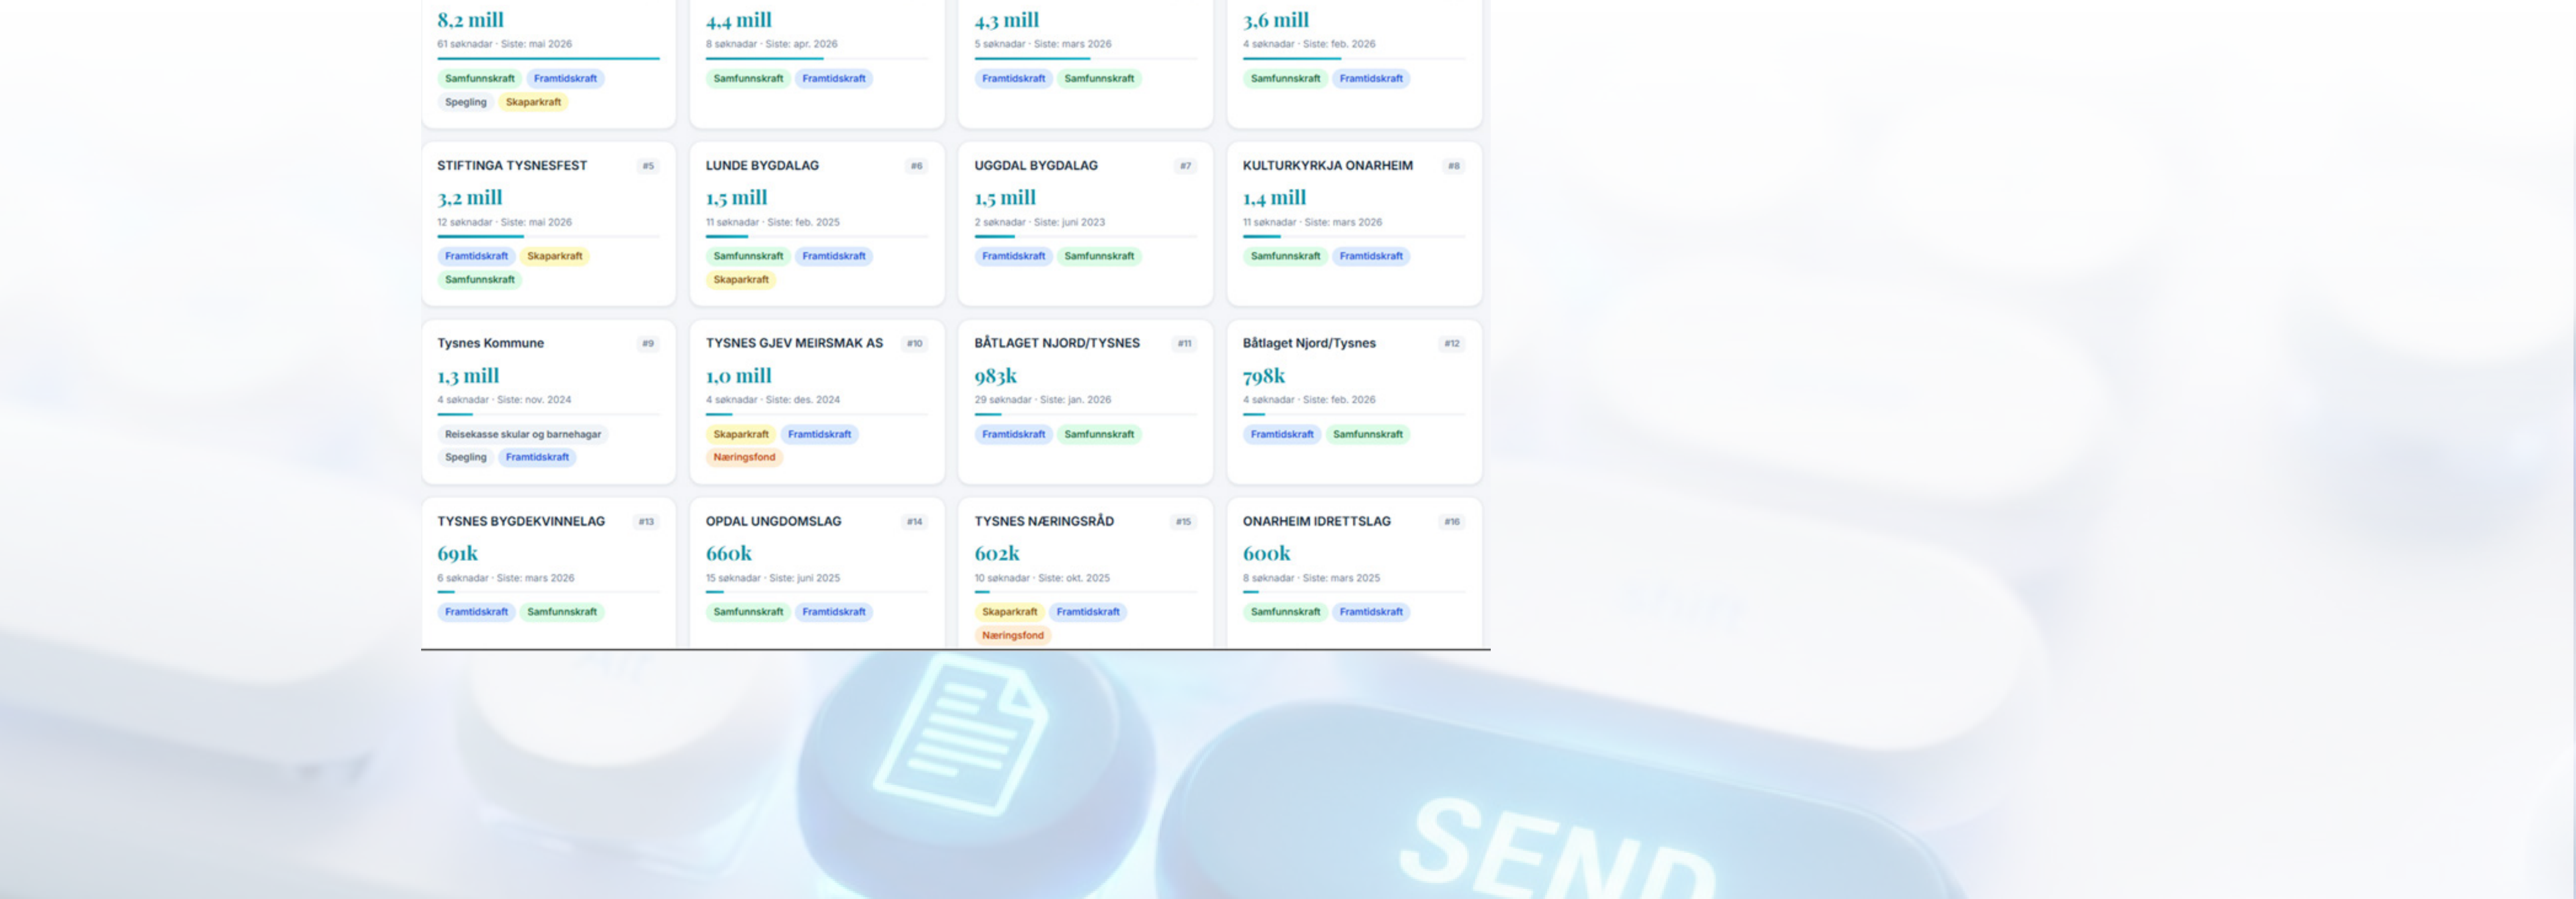 8,2 mill
61 søknadar · Siste: mai 2026
Samfunnskraft Framtidskraft
Spegling Skaparkraft
4,4 mill
8 søknadar · Siste: apr. 2026
Samfunnskraft Framtidskraft
4,3 mill
5 søknadar · Siste: mars 2026
Framtidskraft Samfunnskraft
3,6 mill
4 søknadar · Siste: feb. 2026
Samfunnskraft Framtidskraft
STIFTINGA TYSNESFEST #5
3,2 mill
12 søknadar · Siste: mai 2026
Framtidskraft Skaparkraft
Samfunnskraft
LUNDE BYGDALAG #6
1,5 mill
11 søknadar · Siste: feb. 2025
Samfunnskraft Framtidskraft
Skaparkraft
UGGDAL BYGDALAG #7
1,5 mill
2 søknadar · Siste: juni 2023
Framtidskraft Samfunnskraft
KULTURKYRKJA ONARHEIM #8
1,4 mill
11 søknadar · Siste: mars 2026
Samfunnskraft Framtidskraft
Tysnes Kommune #9
1,3 mill
4 søknadar · Siste: nov. 2024
Reisekasse skular og barnehagar
Spegling Framtidskraft
TYSNES GJEV MEIRSMAK AS #10
1,0 mill
4 søknadar · Siste: des. 2024
Skaparkraft Framtidskraft
Næringsfond
BÅTLAGET NJORD/TYSNES #11
983k
29 søknadar · Siste: jan. 2026
Framtidskraft Samfunnskraft
Båtlaget Njord/Tysnes #12
798k
4 søknadar · Siste: feb. 2026
Framtidskraft Samfunnskraft
TYSNES BYGDEKVINNELAG #13
691k
6 søknadar · Siste: mars 2026
Framtidskraft Samfunnskraft
OPDAL UNGDOMSLAG #14
660k
15 søknadar · Siste: juni 2025
Samfunnskraft Framtidskraft
TYSNES NÆRINGSRÅD #15
602k
10 søknadar · Siste: okt. 2025
Skaparkraft Framtidskraft
Næringsfond
ONARHEIM IDRETTSLAG #16
600k
8 søknadar · Siste: mars 2025
Samfunnskraft Framtidskraft
SEND